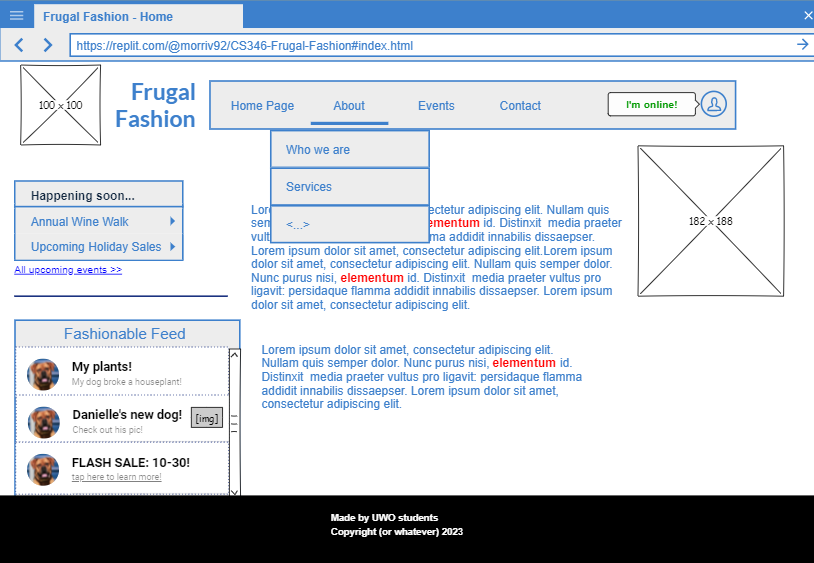 Frugal Fashion - Home
https://replit.com/@morriv92/CS346-Frugal-Fashion#index.html
100 x 100
Frugal
Fashion
Home Page
About
Events
Contact
I'm online!
Who we are
Services
<...>
Happening soon...
Annual Wine Walk
Upcoming Holiday Sales
All upcoming events >>
Lore
ectetur adipiscing elit. Nullam quis
sem
elementum id. Distinxit  media praeter
vult
ma addidit innabilis dissaepser.
Lorem ipsum dolor sit amet, consectetur adipiscing elit.Lorem ipsum
dolor sit amet, consectetur adipiscing elit. Nullam quis semper dolor.
Nunc purus nisi, elementum id. Distinxit  media praeter vultus pro
ligavit: persidaque flamma addidit innabilis dissaepser. Lorem ipsum
dolor sit amet, consectetur adipiscing elit.
182 x 188
Fashionable Feed
My plants!
My dog broke a houseplant!
Danielle's new dog!
[img]
Check out his pic!
FLASH SALE: 10-30!
tap here to learn more!
Lorem ipsum dolor sit amet, consectetur adipiscing elit.
Nullam quis semper dolor. Nunc purus nisi, elementum id.
Distinxit  media praeter vultus pro ligavit: persidaque flamma
addidit innabilis dissaepser. Lorem ipsum dolor sit amet,
consectetur adipiscing elit.
Made by UWO students
Copyright (or whatever) 2023